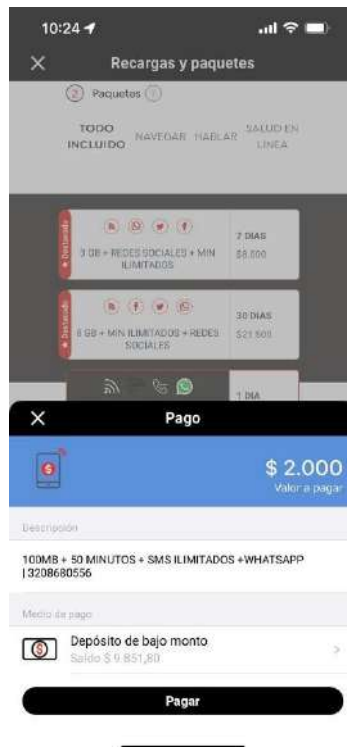 10:24
Recargas y paquetes
2 Paquetes
TODO INCLUIDO NAVEGAR HABLAR SALUD EN LINEA
Destacado
3 GB + REDES SOCIALES + MIN ILIMITADOS
7 DIAS
$8.000
Destacado
6 GB + MIN ILIMITADOS + REDES SOCIALES
30 DIAS
$21.500
1 DIA
Pago
$ 2.000
Valor a pagar
Descripción
100MB + 50 MINUTOS + SMS ILIMITADOS +WHATSAPP
| 3208680556
Medio de pago
Depósito de bajo monto
Saldo $ 9.851,80
Pagar